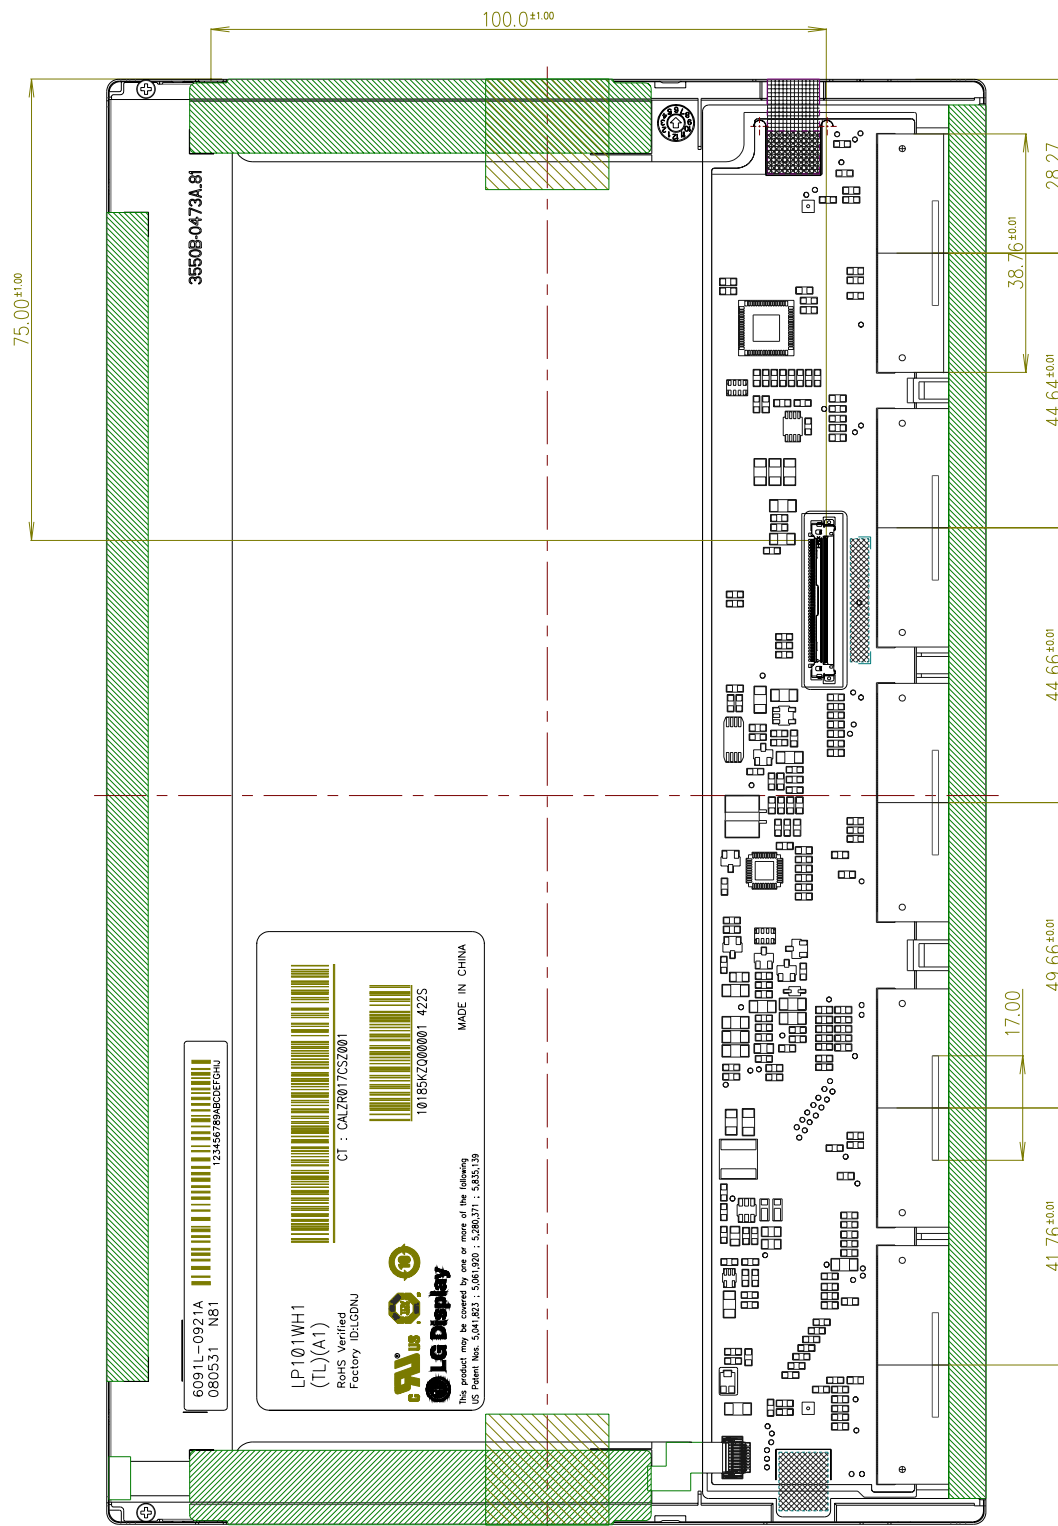 100.0±1.00
75.00±1.00
28.27
38.76±0.01
44.64±0.01
44.66±0.01
49.66±0.01
17.00
41.76±0.01
3550B-0473A.81
6091L-0921A
080531 N81
123456789ABCDEFGHIJ
LP101WH1
(TL)(A1)
RoHS Verified
Factory ID:LGDNJ
CT : CALZR017CSZ001
10185KZQ00001 422S
MADE IN CHINA
c US
LG Display
This product may be covered by one or more of the following
US Patent Nos. 5,041,823 ; 5,061,920 ; 5,280,371 ; 5,835,139